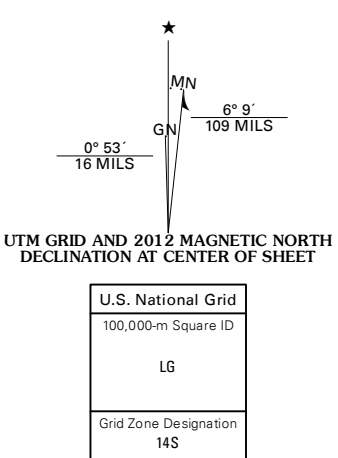 ★
MN
6° 9´
109 MILS
GN
0° 53´
16 MILS
UTM GRID AND 2012 MAGNETIC NORTH
DECLINATION AT CENTER OF SHEET
U.S. National Grid
100,000-m Square ID
LG
Grid Zone Designation
14S